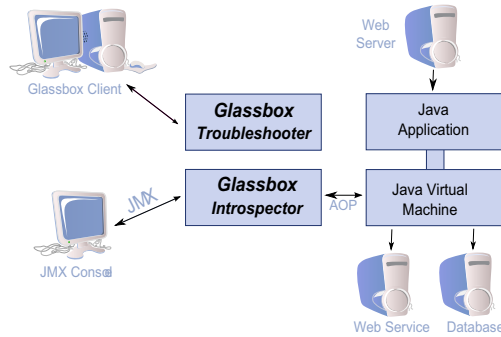 Web
Server
Glassbox Client
Glassbox
Troubleshooter
Java
Application
Glassbox
Introspector
JMX
AOP
Java Virtual
Machine
JMX Console
Web Service
Database